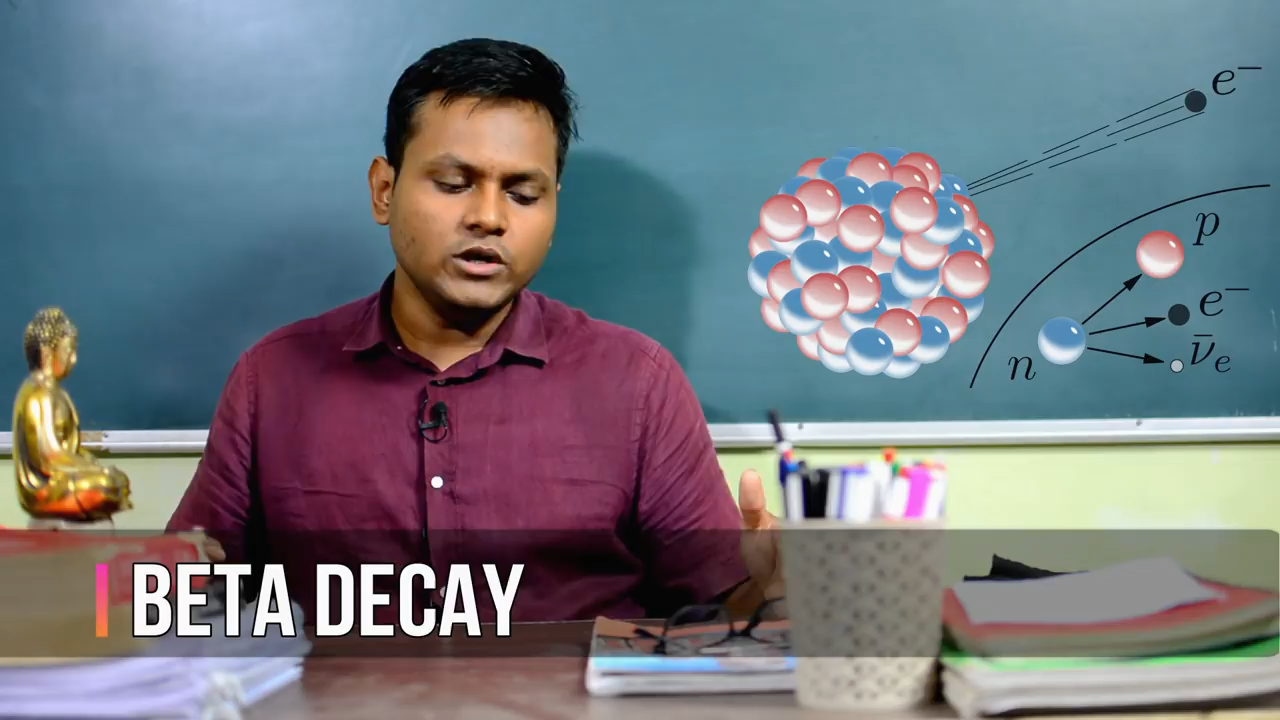 e⁻
p
e⁻
n
ν̄ₑ
BETA DECAY